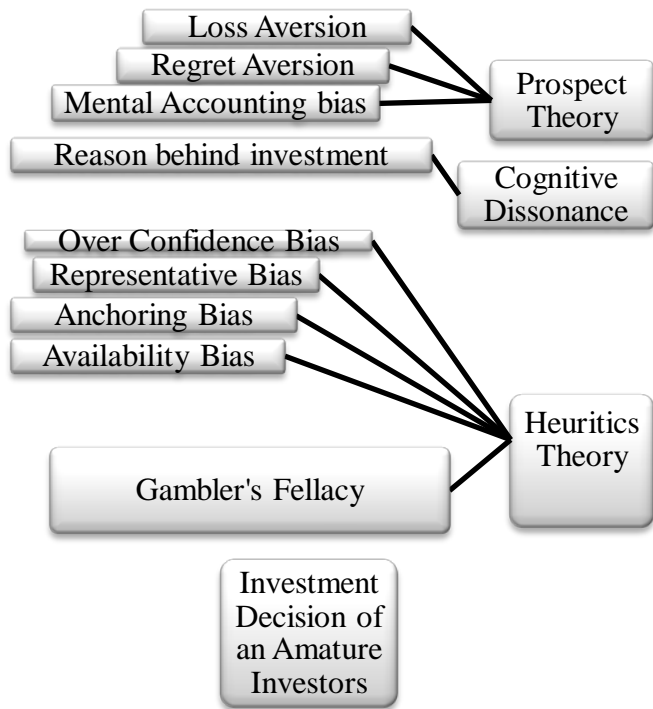 Loss Aversion
Regret Aversion
Mental Accounting bias
Prospect
Theory
Reason behind investment
Cognitive
Dissonance
Over Confidence Bias
Representative Bias
Anchoring Bias
Availability Bias
Heuritics
Theory
Gambler's Fellacy
Investment
Decision of
an Amature
Investors